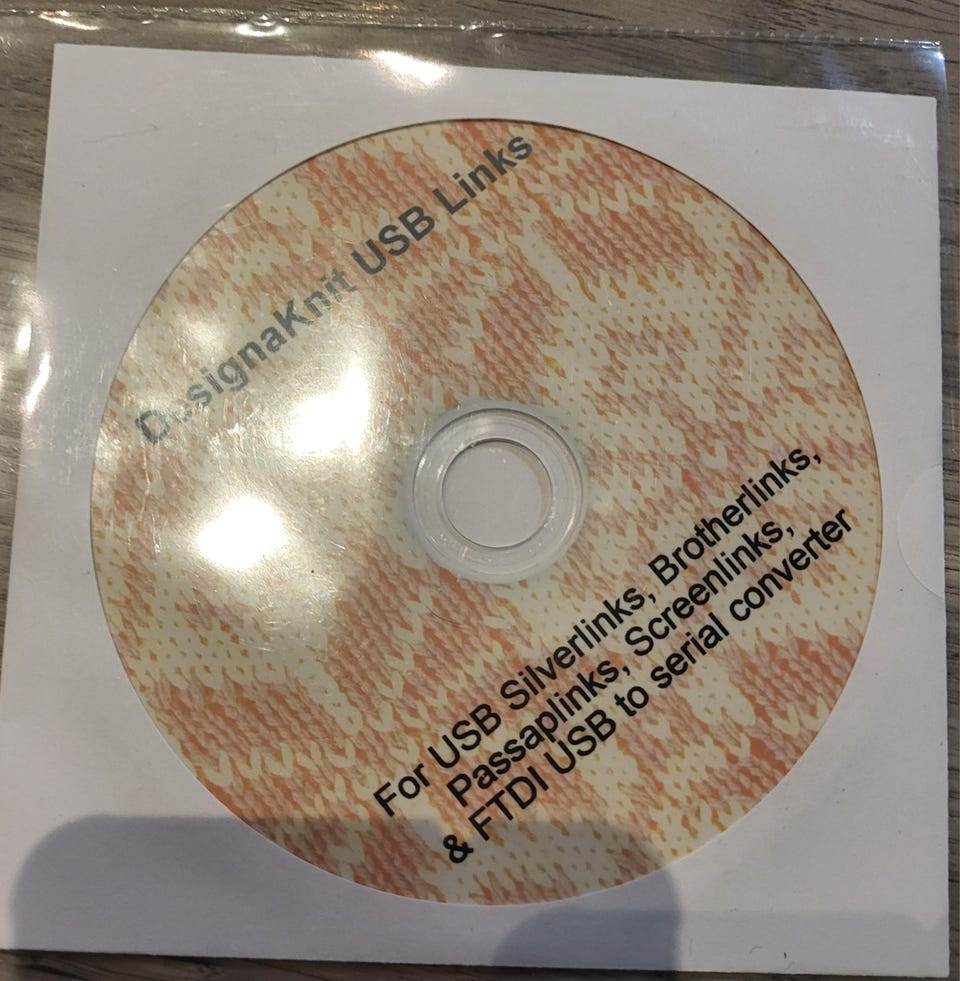 DesignaKnit USB Links
For USB Silverlinks, Brotherlinks,
Passaplinks, Screenlinks,
& FTDI USB to serial converter